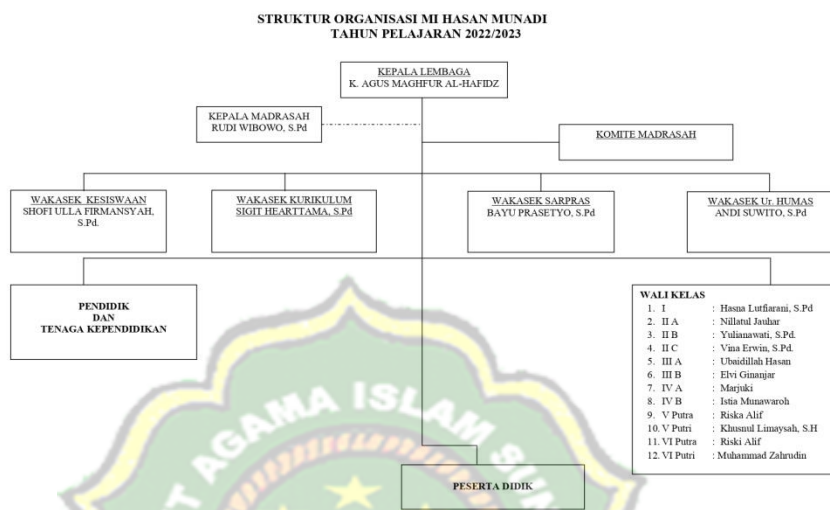 STRUKTUR ORGANISASI MI HASAN MUNADI
TAHUN PELAJARAN 2022/2023
KEPALA LEMBAGA
K. AGUS MAGHFUR AL-HAFIDZ
KEPALA MADRASAH
RUDI WIBOWO, S.Pd
KOMITE MADRASAH
WAKASEK KESISWAAN
SHOFI ULLA FIRMANSYAH,
S.Pd.
WAKASEK KURIKULUM
SIGIT HEARTTAMA, S.Pd
WAKASEK SARPRAS
BAYU PRASETYO, S.Pd
WAKASEK Ur. HUMAS
ANDI SUWITO, S.Pd
PENDIDIK
DAN
TENAGA KEPENDIDIKAN
WALI KELAS
1. I : Hasna Lutfiarani, S.Pd
2. II A : Nillatul Jauhar
3. II B : Yulianawati, S.Pd.
4. II C : Vina Erwin, S.Pd.
5. III A : Ubaidillah Hasan
6. III B : Elvi Ginanjar
7. IV A : Marjuki
8. IV B : Istia Munawaroh
9. V Putra : Riska Alif
10. V Putri : Khusnul Limaysah, S.H
11. VI Putra : Riski Alif
12. VI Putri : Muhammad Zahrudin
AGAMA ISLAM
PESERTA DIDIK